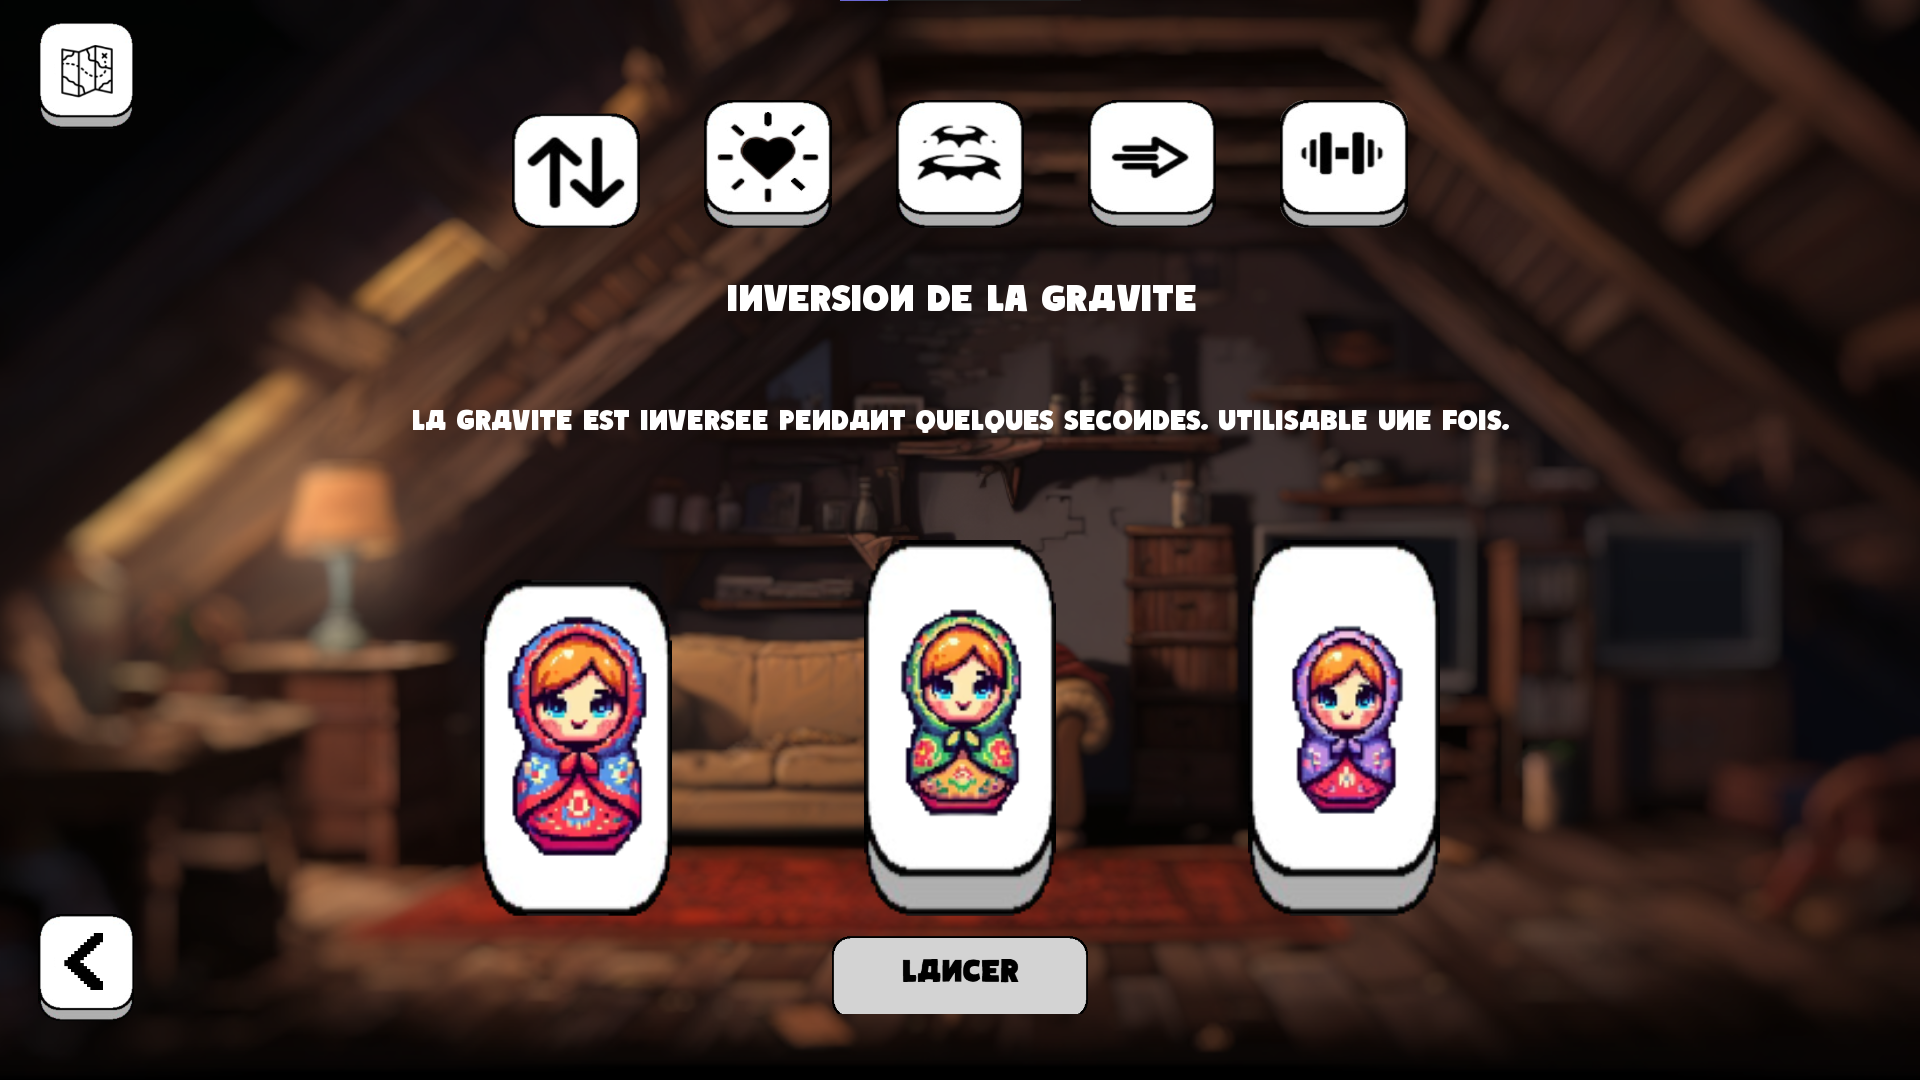 INVERSION DE LA GRAVITE
LA GRAVITE EST INVERSEE PENDANT QUELQUES SECONDES. UTILISABLE UNE FOIS.
LANCER